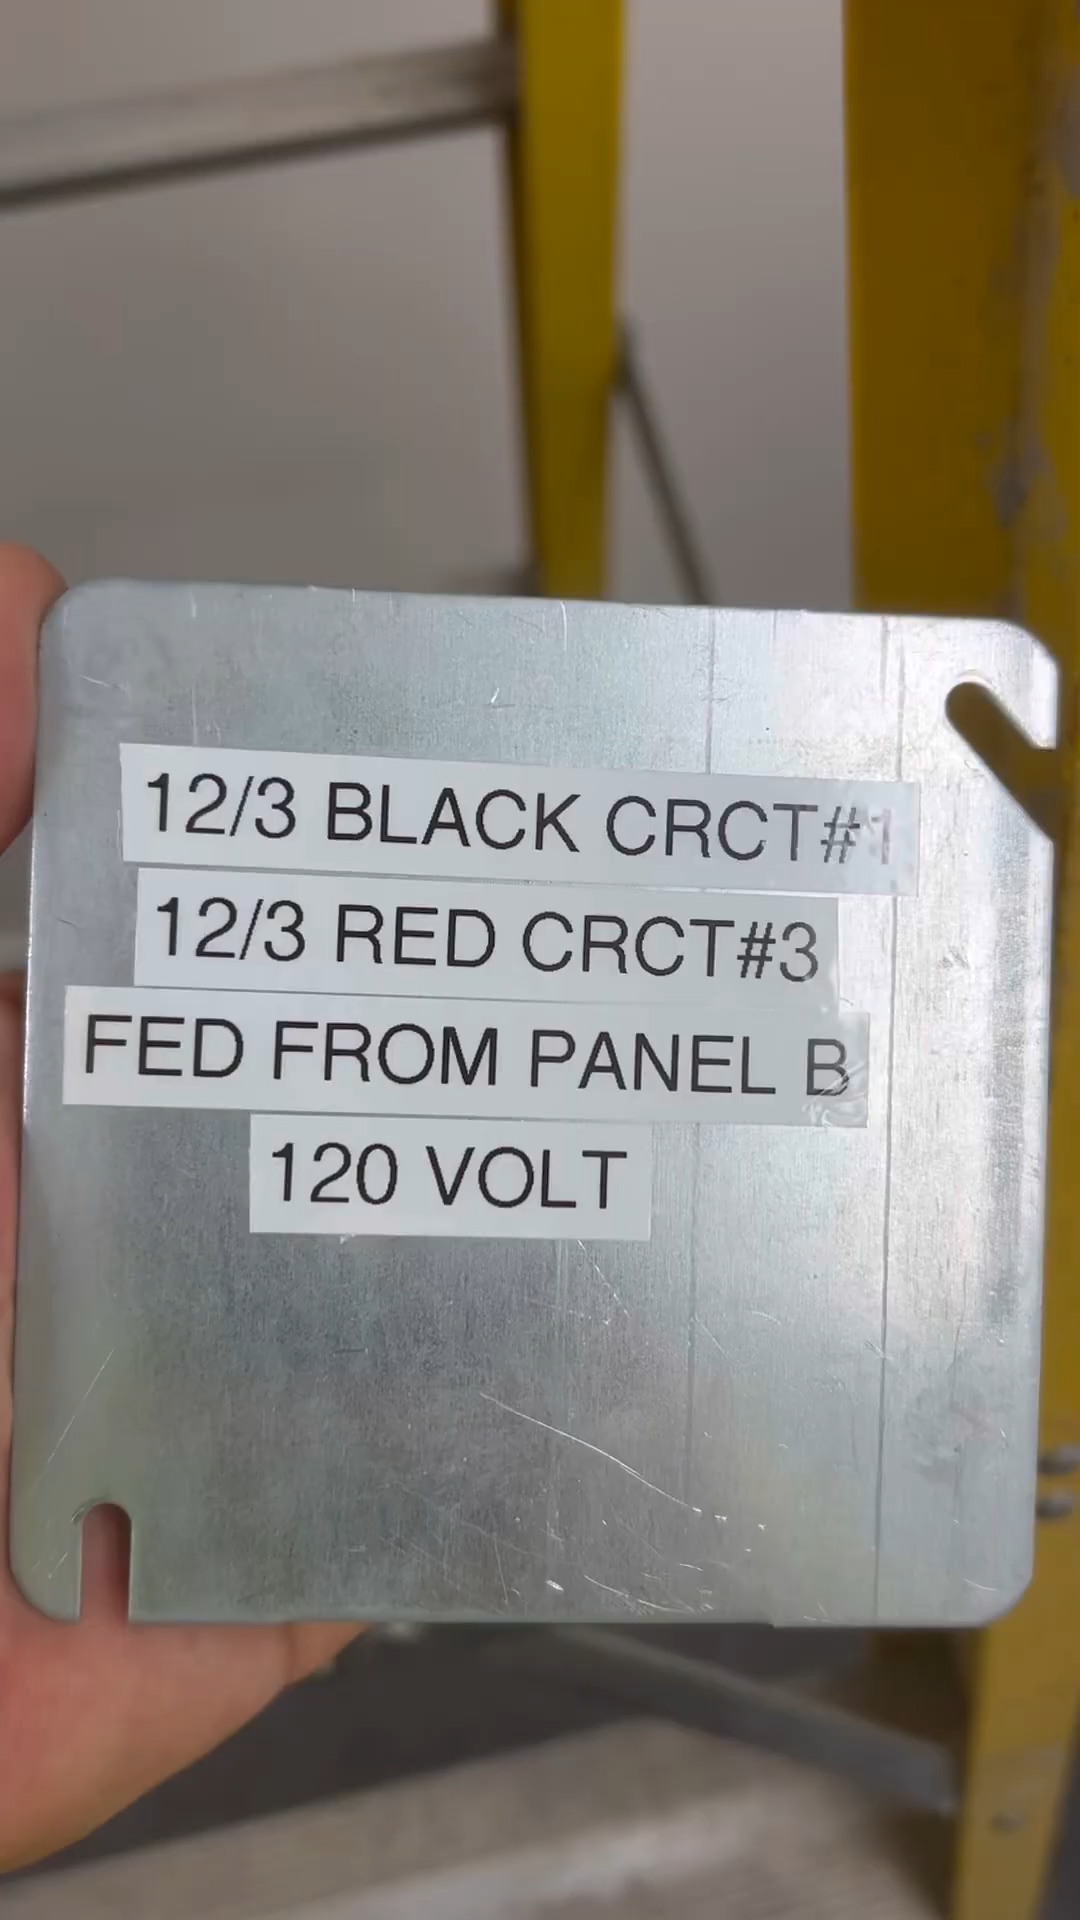 12/3 BLACK CRCT#1
12/3 RED CRCT#3
FED FROM PANEL B
120 VOLT